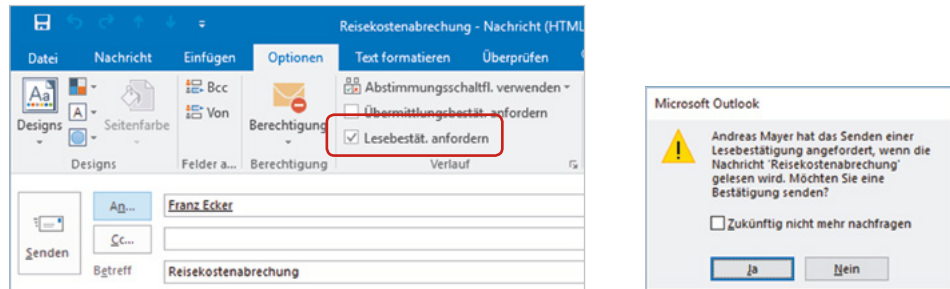 Reisekostenabrechung - Nachricht (HTML
Datei Nachricht Einfügen Optionen Text formatieren Überprüfen
Aa
Designs
A
Seitenfarbe
Designs
Bcc
Von
Felder a...
Berechtigung
Berechtigung
Abstimmungsschaltfl. verwenden
Übermittlungsbestät. anfordern
Lesebestät. anfordern
Verlauf
Senden
An... Franz Ecker
Cc...
Betreff Reisekostenabrechung
Microsoft Outlook
Andreas Mayer hat das Senden einer
Lesebestätigung angefordert, wenn die
Nachricht 'Reisekostenabrechung'
gelesen wird. Möchten Sie eine
Bestätigung senden?
Zukünftig nicht mehr nachfragen
Ja Nein